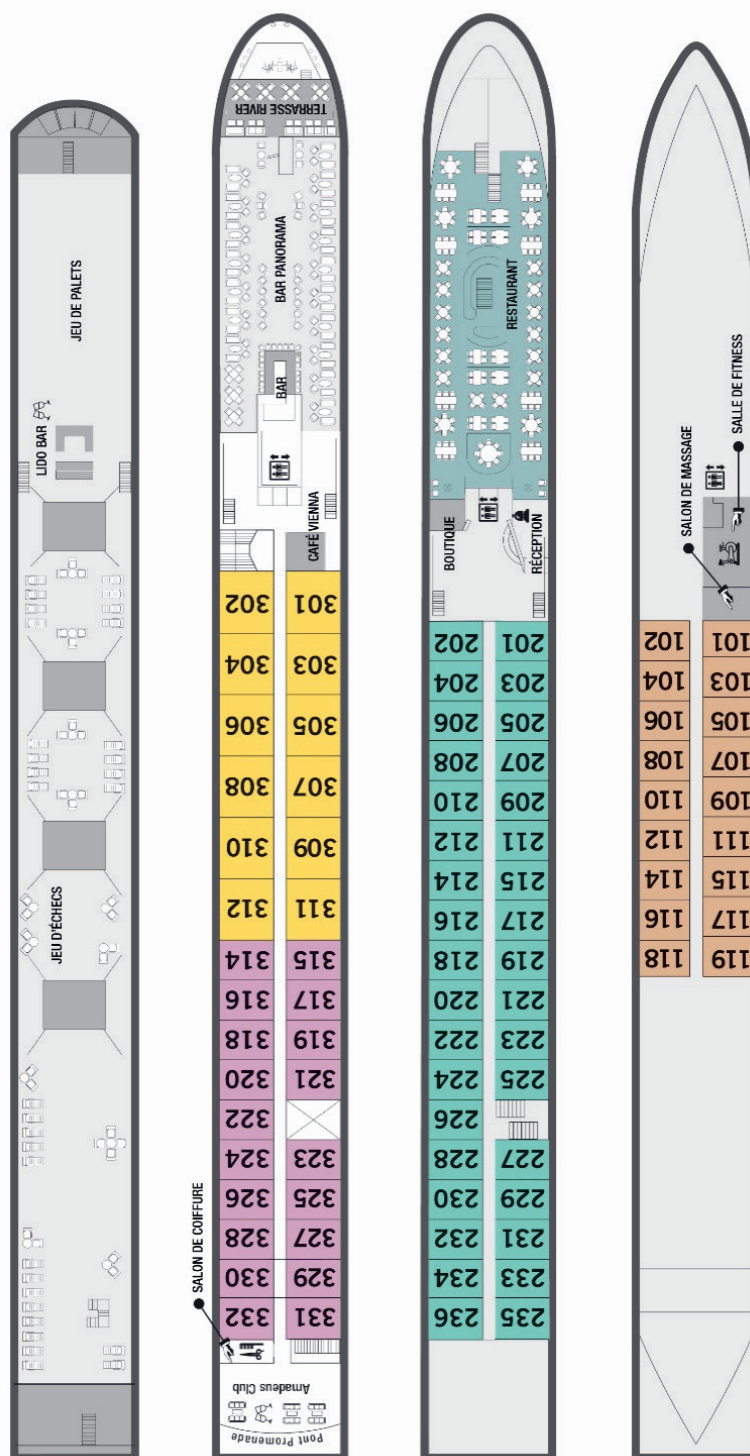 JEU DE PALETS
LIDO BAR
JEU D'ÉCHECS
TERRASSE RIVER
BAR PANORAMA
BAR
CAFÉ VIENNA
302 301
304 303
306 305
308 307
310 309
312 311
314 315
316 317
318 319
320 321
322
324 323
326 325
328 327
330 329
332 331
SALON DE COIFFURE
Amadeus Club
Pont Promenade
RESTAURANT
BOUTIQUE
RÉCEPTION
202 201
204 203
206 205
208 207
210 209
212 211
214 215
216 217
218 219
220 221
222 223
224 225
226
228 227
230 229
232 231
234 233
236 235
SALON DE MASSAGE
SALLE DE FITNESS
102 101
104 103
106 105
108 107
110 109
112 111
114 115
116 117
118 119